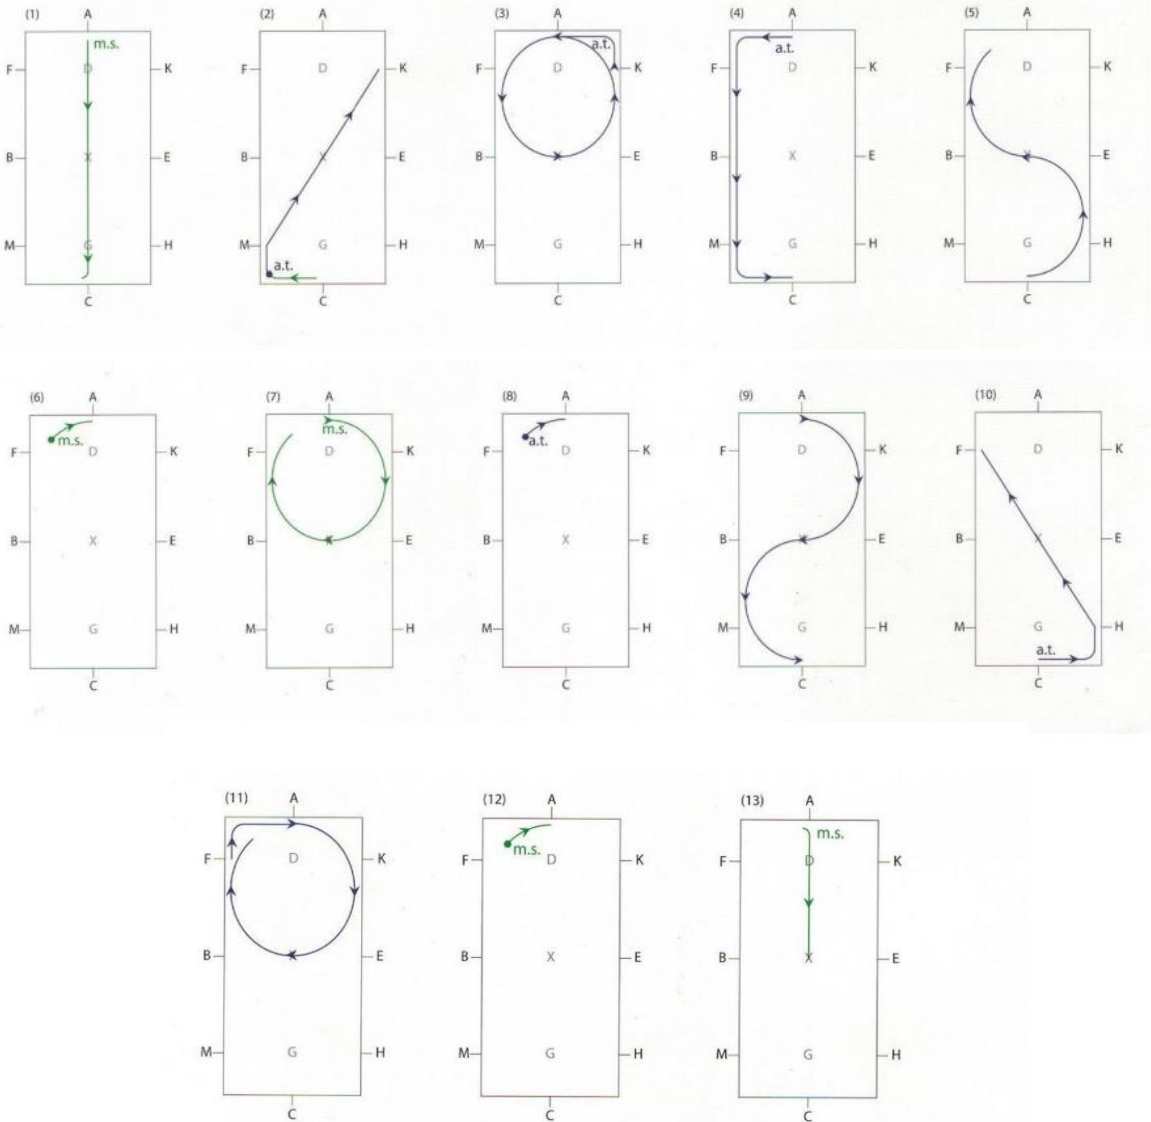 (1) A (2) A (3) A (4) A (5) A
m.s. a.t. a.t.
F D K F D K F D K F D K F D K
B X E B X E B E B X E B X E
M G H M G H M G H M G H M G H
a.t.
C C C C C
(6) A (7) A (8) A (9) A (10) A
m.s. m.s. a.t.
F D K F D K F D K F D K F D K
B X E B X E B X E B X E B X E
M G H M G H M G H M G H M G H
a.t.
C C C C C
(11) A (12) A (13) A
m.s. m.s.
F D K F D K F D K
B X E B X E B X E
M G H M G H M G H
C C C